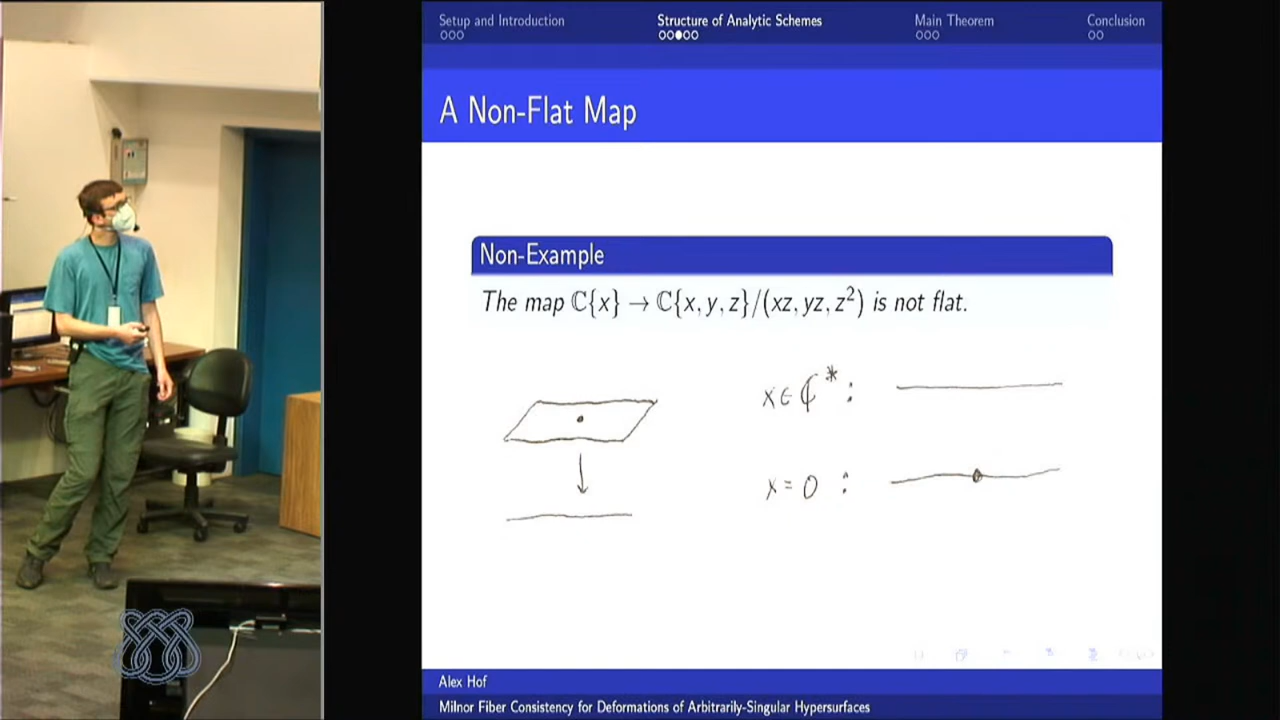 Setup and Introduction
Structure of Analytic Schemes
Main Theorem
Conclusion
A Non-Flat Map
Non-Example
The map ℂ{x} → ℂ{x, y, z}/(xz, yz, z²) is not flat.
x ∈ ℂ* :
x = 0 :
Alex Hof
Milnor Fiber Consistency for Deformations of Arbitrarily-Singular Hypersurfaces